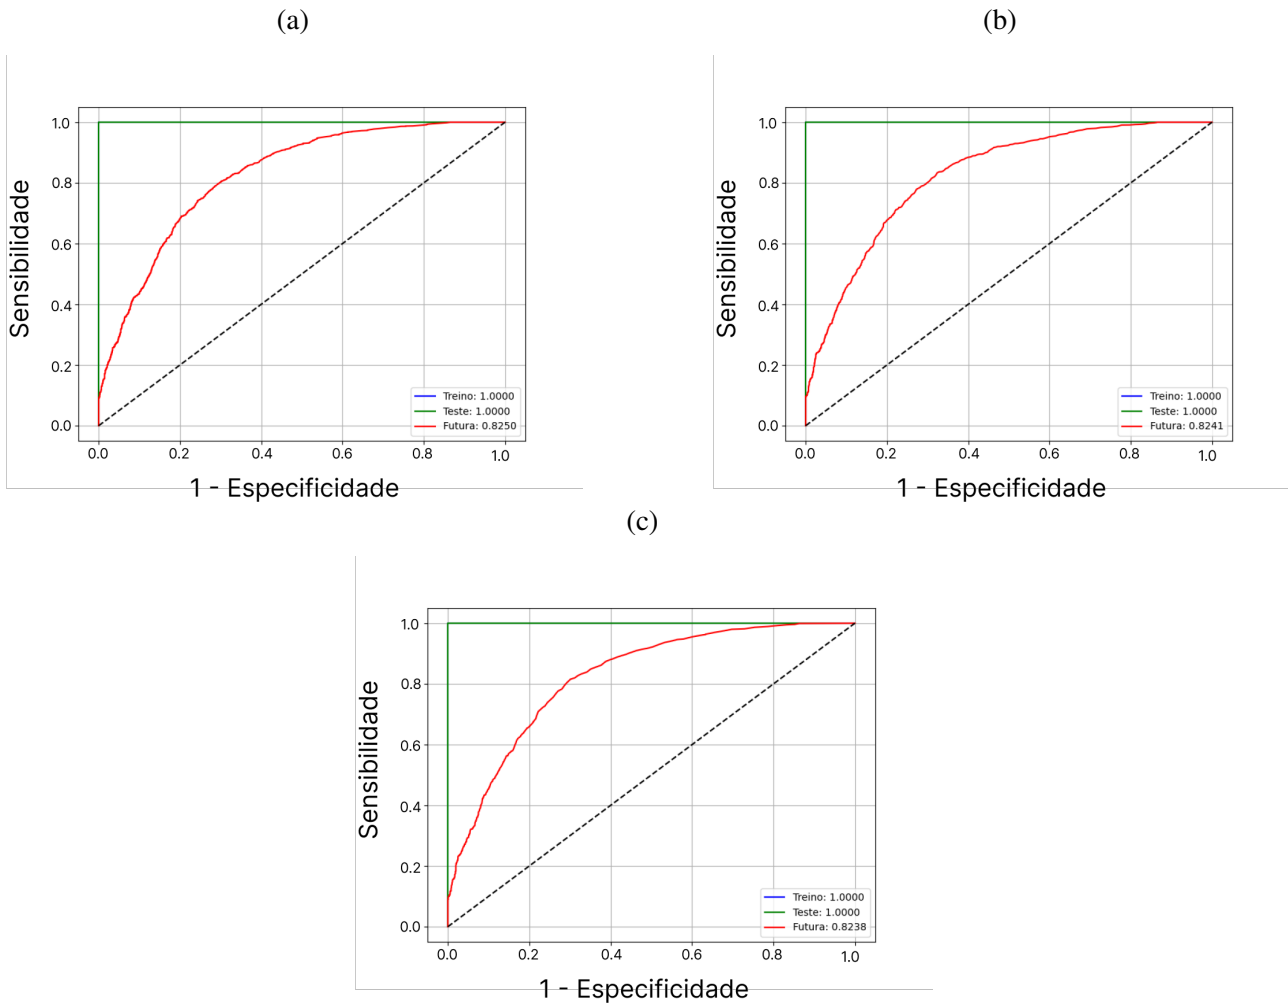 (a)
Sensibilidade
1.0
0.8
0.6
0.4
0.2
0.0
Treino: 1.0000
Teste: 1.0000
Futura: 0.8250
0.0 0.2 0.4 0.6 0.8 1.0
1 - Especificidade
(b)
Sensibilidade
1.0
0.8
0.6
0.4
0.2
0.0
Treino: 1.0000
Teste: 1.0000
Futura: 0.8241
0.0 0.2 0.4 0.6 0.8 1.0
1 - Especificidade
(c)
Sensibilidade
1.0
0.8
0.6
0.4
0.2
0.0
Treino: 1.0000
Teste: 1.0000
Futura: 0.8238
0.0 0.2 0.4 0.6 0.8 1.0
1 - Especificidade